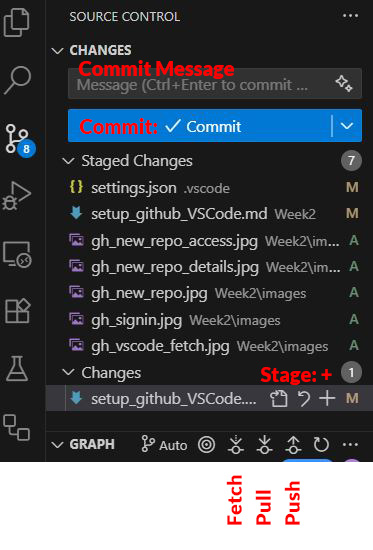 SOURCE CONTROL ...
CHANGES
Commit Message
Message (Ctrl+Enter to commit ...
Commit: ✓ Commit
8
Staged Changes 7
{} settings.json .vscode M
setup_github_VSCode.md Week2 M
gh_new_repo_access.jpg Week2\im... A
gh_new_repo_details.jpg Week2\im... A
gh_new_repo.jpg Week2\images A
gh_signin.jpg Week2\images A
gh_vscode_fetch.jpg Week2\images A
Stage: +
Changes 1
setup_github_VSCode.... M
GRAPH Auto ...
Fetch
Pull
Push